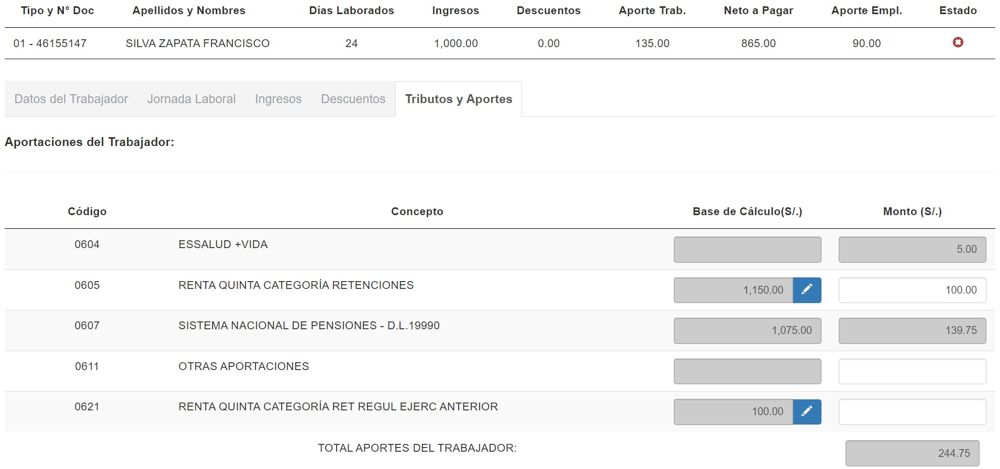 Tipo y N° Doc Apellidos y Nombres Días Laborados Ingresos Descuentos Aporte Trab. Neto a Pagar Aporte Empl. Estado
01 - 46155147 SILVA ZAPATA FRANCISCO 24 1,000.00 0.00 135.00 865.00 90.00
Datos del Trabajador Jornada Laboral Ingresos Descuentos Tributos y Aportes
Aportaciones del Trabajador:
Código Concepto Base de Cálculo(S/.) Monto (S/.)
0604 ESSALUD +VIDA 5.00
0605 RENTA QUINTA CATEGORÍA RETENCIONES 1,150.00 100.00
0607 SISTEMA NACIONAL DE PENSIONES - D.L.19990 1,075.00 139.75
0611 OTRAS APORTACIONES
0621 RENTA QUINTA CATEGORÍA RET REGUL EJERC ANTERIOR 100.00
TOTAL APORTES DEL TRABAJADOR: 244.75